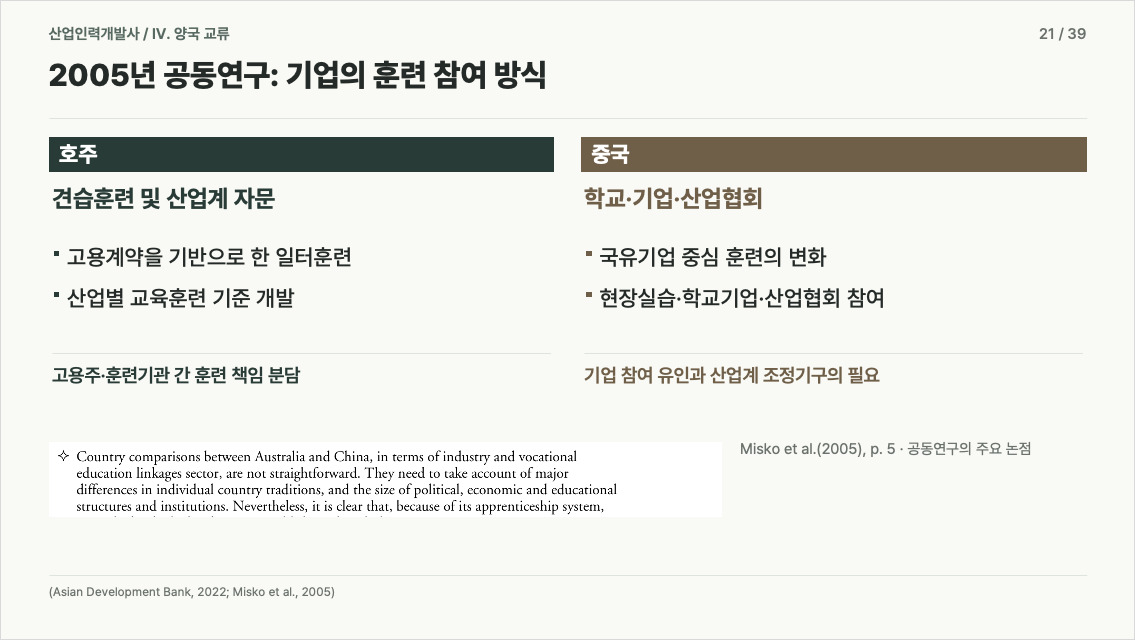 산업인력개발사 / IV. 양국 교류
21 / 39
2005년 공동연구: 기업의 훈련 참여 방식
호주
견습훈련 및 산업계 자문
고용계약을 기반으로 한 일터훈련
산업별 교육훈련 기준 개발
고용주·훈련기관 간 훈련 책임 분담
중국
학교·기업·산업협회
국유기업 중심 훈련의 변화
현장실습·학교기업·산업협회 참여
기업 참여 유인과 산업계 조정기구의 필요
Country comparisons between Australia and China, in terms of industry and vocational
education linkages sector, are not straightforward. They need to take account of major
differences in individual country traditions, and the size of political, economic and educational
structures and institutions. Nevertheless, it is clear that, because of its apprenticeship system,
Misko et al.(2005), p. 5 · 공동연구의 주요 논점
(Asian Development Bank, 2022; Misko et al., 2005)